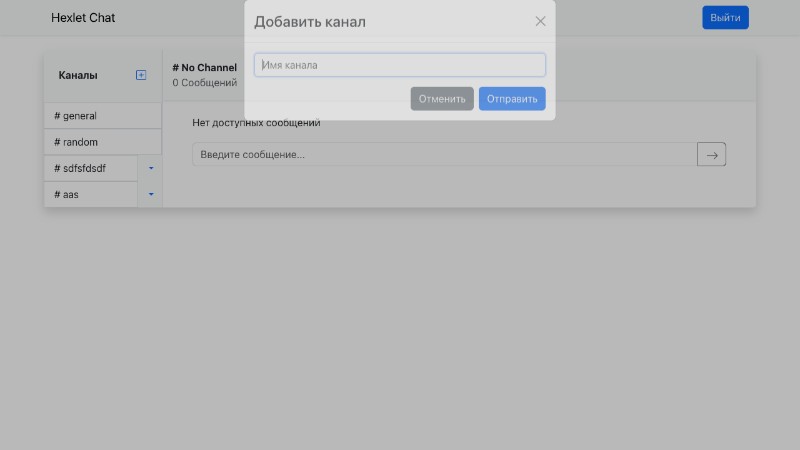 Hexlet Chat
Выйти
Добавить канал
Имя канала
Отменить
Отправить
Каналы
# general
# random
# sdfsfdsdf
# aas
# No Channel
0 Сообщений
Нет доступных сообщений
Введите сообщение...